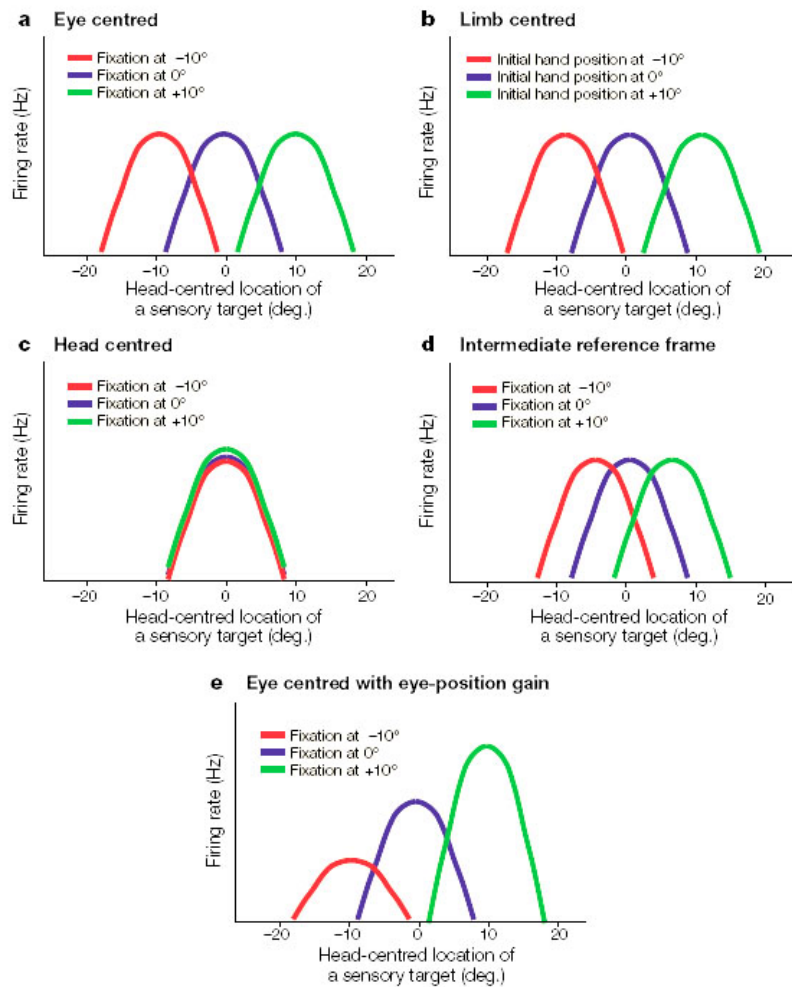 a Eye centred
Fixation at −10°
Fixation at 0°
Fixation at +10°
Firing rate (Hz)
−20 −10 0 10 20
Head-centred location of
a sensory target (deg.)
b Limb centred
Initial hand position at −10°
Initial hand position at 0°
Initial hand position at +10°
Firing rate (Hz)
−20 −10 0 10 20
Head-centred location of
a sensory target (deg.)
c Head centred
Fixation at −10°
Fixation at 0°
Fixation at +10°
Firing rate (Hz)
−20 −10 0 10 20
Head-centred location of
a sensory target (deg.)
d Intermediate reference frame
Fixation at −10°
Fixation at 0°
Fixation at +10°
Firing rate (Hz)
−20 −10 0 10 20
Head-centred location of
a sensory target (deg.)
e Eye centred with eye-position gain
Fixation at −10°
Fixation at 0°
Fixation at +10°
Firing rate (Hz)
−20 −10 0 10 20
Head-centred location of
a sensory target (deg.)